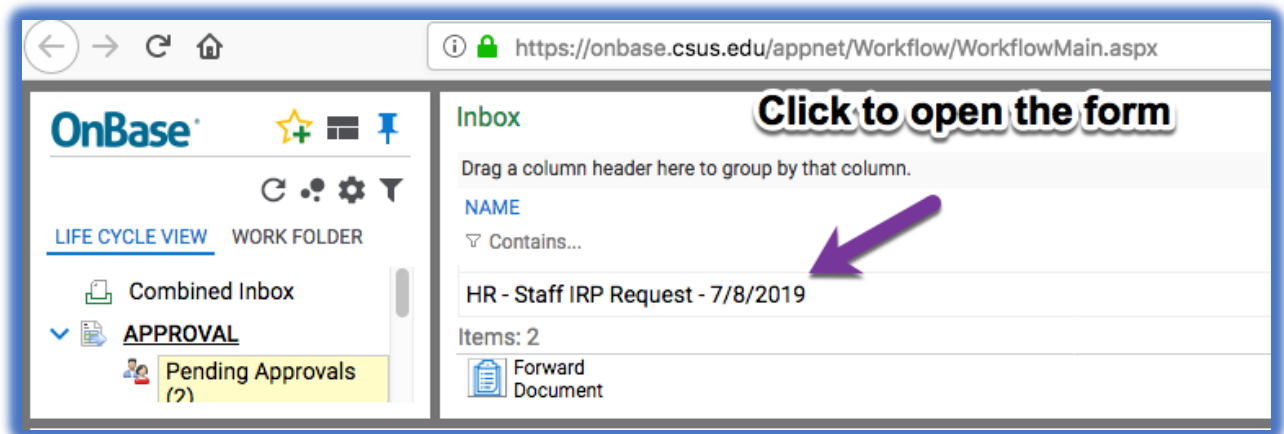 https://onbase.csus.edu/appnet/Workflow/WorkflowMain.aspx
OnBase
LIFE CYCLE VIEW WORK FOLDER
Combined Inbox
APPROVAL
Pending Approvals
(2)
Inbox
Click to open the form
Drag a column header here to group by that column.
NAME
Contains...
HR - Staff IRP Request - 7/8/2019
Items: 2
Forward
Document